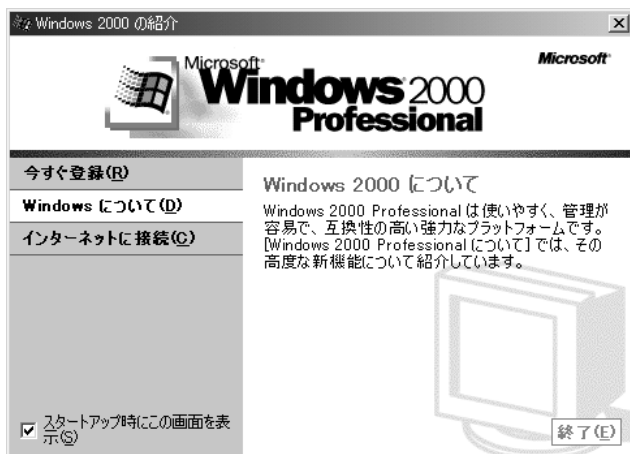 Windows 2000 の紹介
Microsoft
Windows 2000
Professional
Microsoft
今すぐ登録(R)
Windows について(D)
インターネットに接続(C)
Windows 2000 について
Windows 2000 Professional は使いやすく、管理が
容易で、互換性の高い強力なプラットフォームです。
[Windows 2000 Professional について] では、その
高度な新機能について紹介しています。
スタートアップ時にこの画面を表
示(S)
終了(E)